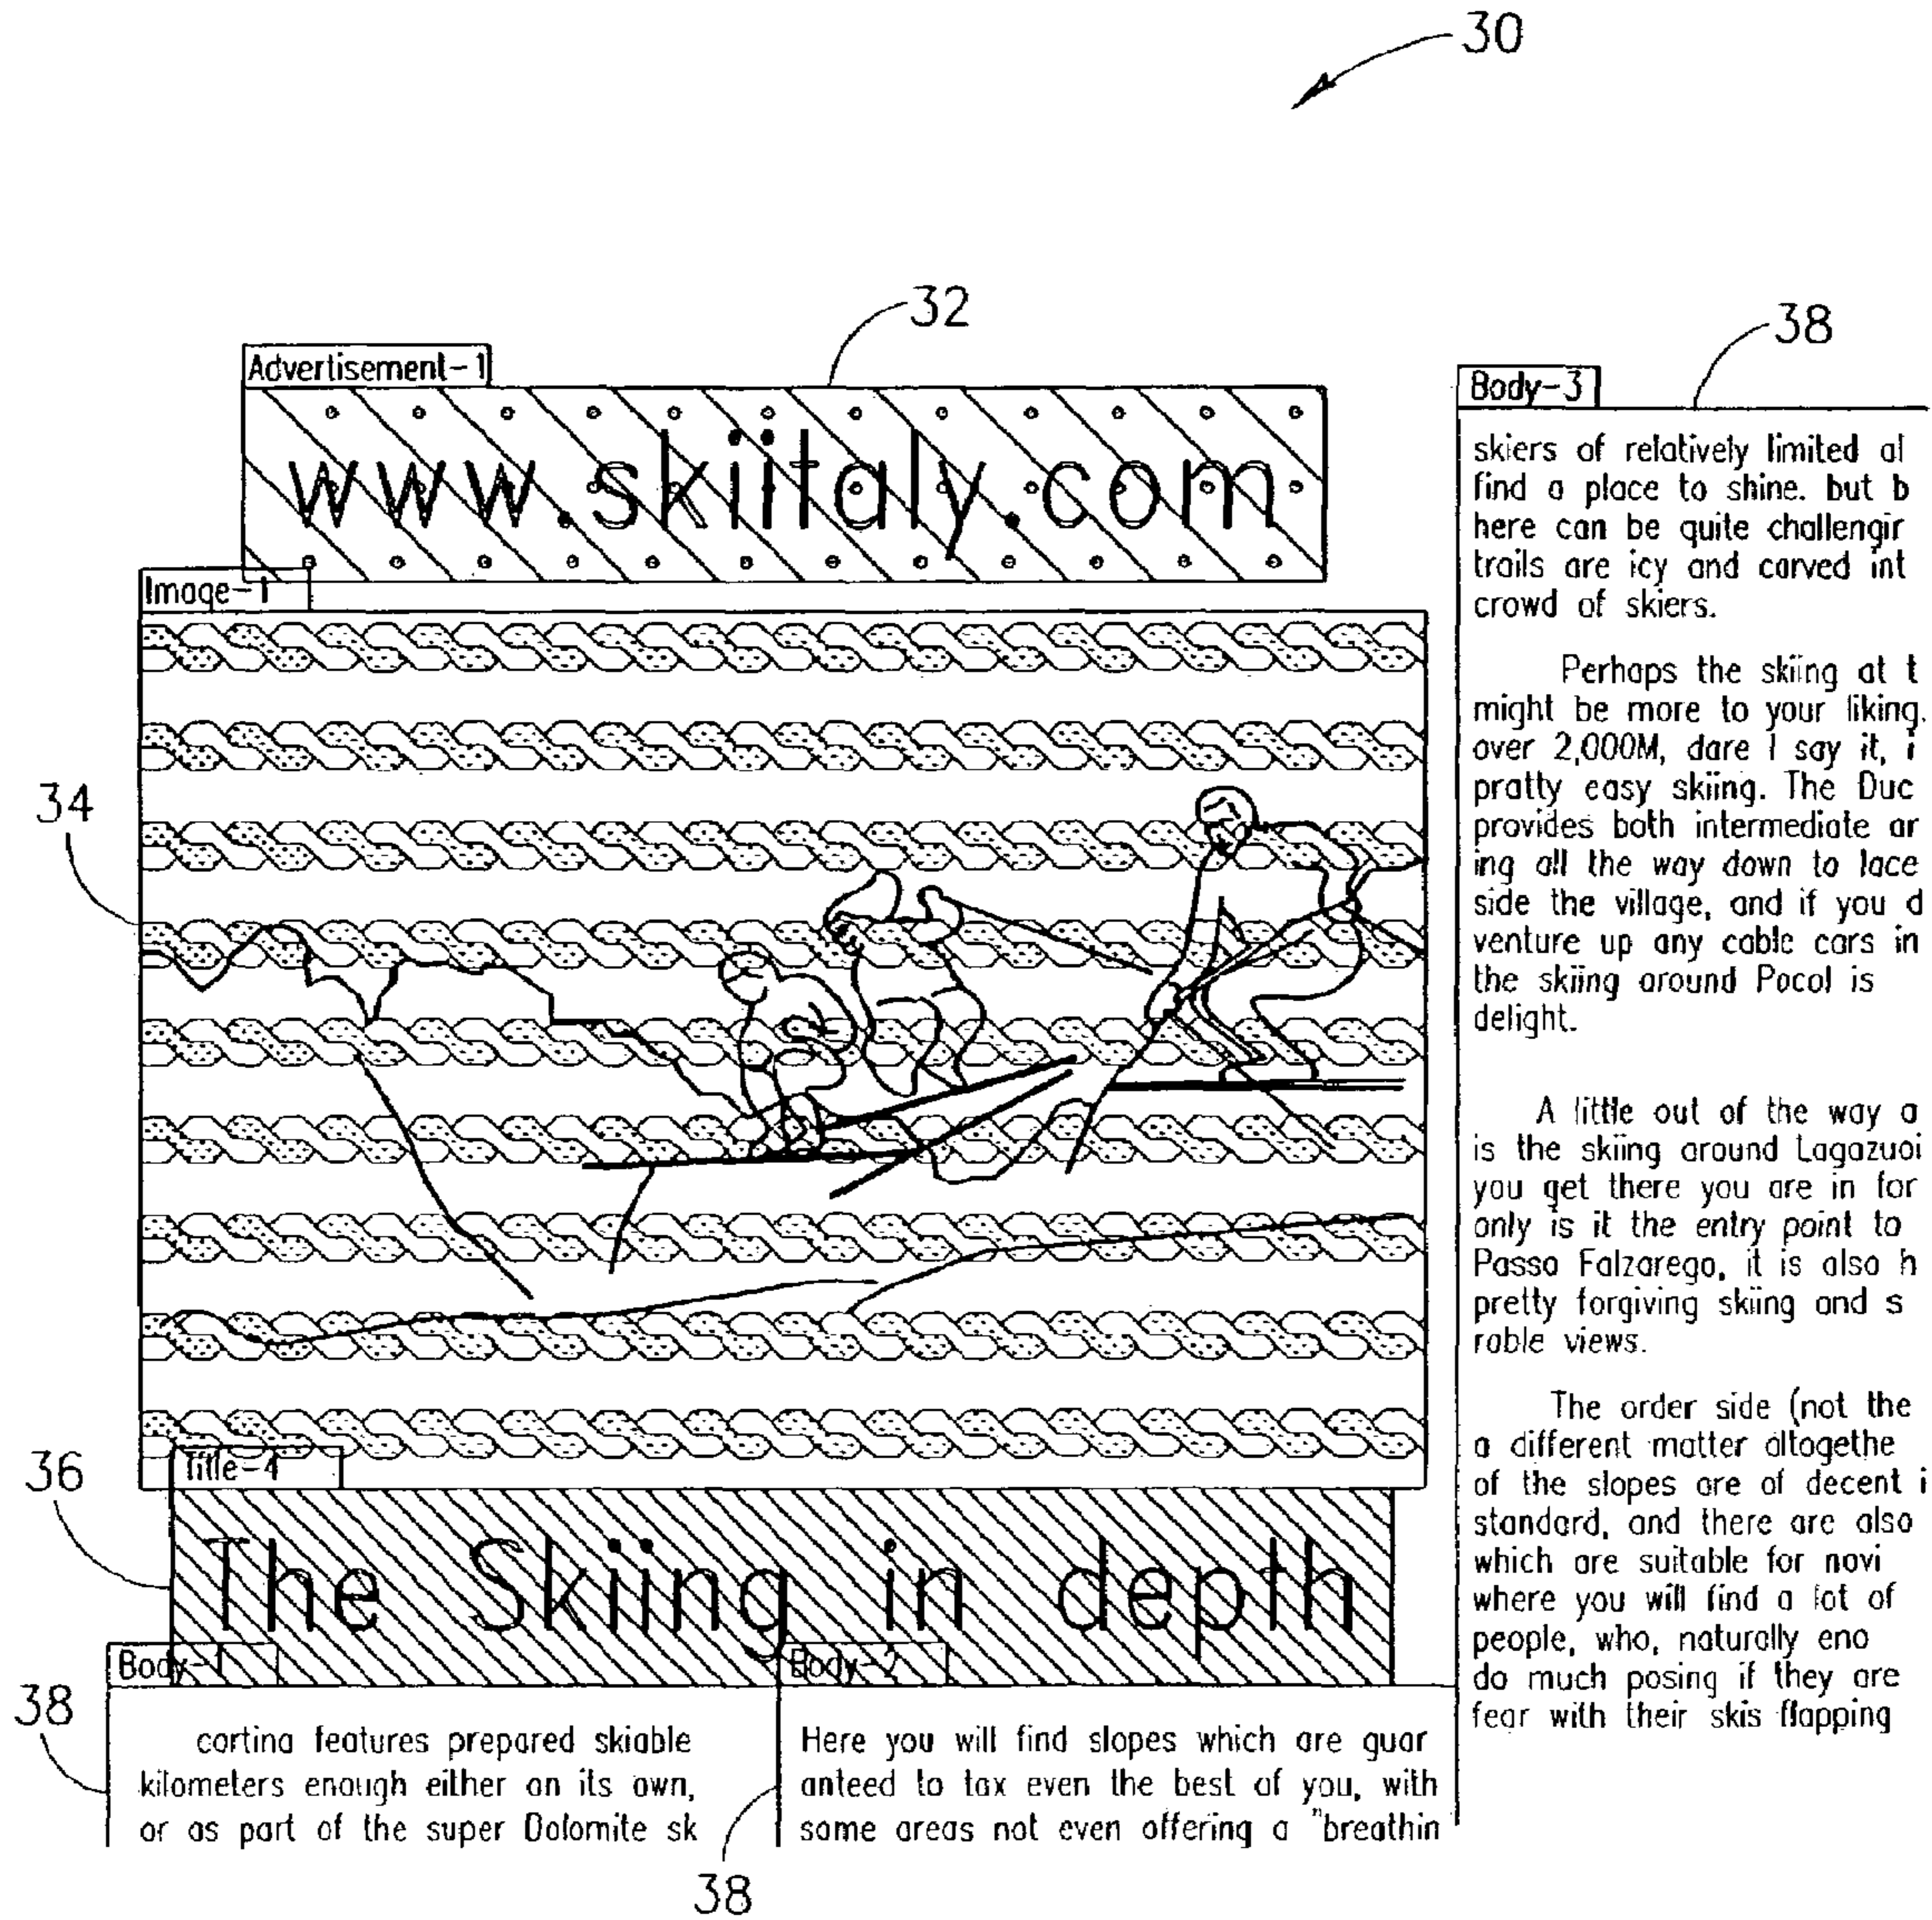 30
32
Advertisement-1
www.skiitaly.com
Image-1
34
36
Title-4
The Skiing in depth
38
Body-1
cortina features prepared skiable
kilometers enough either on its own,
or as part of the super Dolomite sk
38
Body-2
Here you will find slopes which are guar
anteed to tax even the best of you, with
some areas not even offering a "breathin
38
Body-3
skiers of relatively limited al
find a place to shine. but b
here can be quite challengir
trails are icy and carved int
crowd of skiers.
Perhaps the skiing at t
might be more to your liking.
over 2,000M, dare I say it, i
pratty easy skiing. The Duc
provides both intermediate ar
ing all the way down to lace
side the village, and if you d
venture up any cable cars in
the skiing around Pocol is
delight.
A little out of the way a
is the skiing around Lagazuoi
you get there you are in for
only is it the entry point to
Passo Falzarego, it is also h
pretty forgiving skiing and s
rable views.
The order side (not the
a different matter altogethe
of the slopes are of decent i
standard, and there are also
which are suitable for novi
where you will find a lot of
people, who, naturally eno
do much posing if they are
fear with their skis flapping